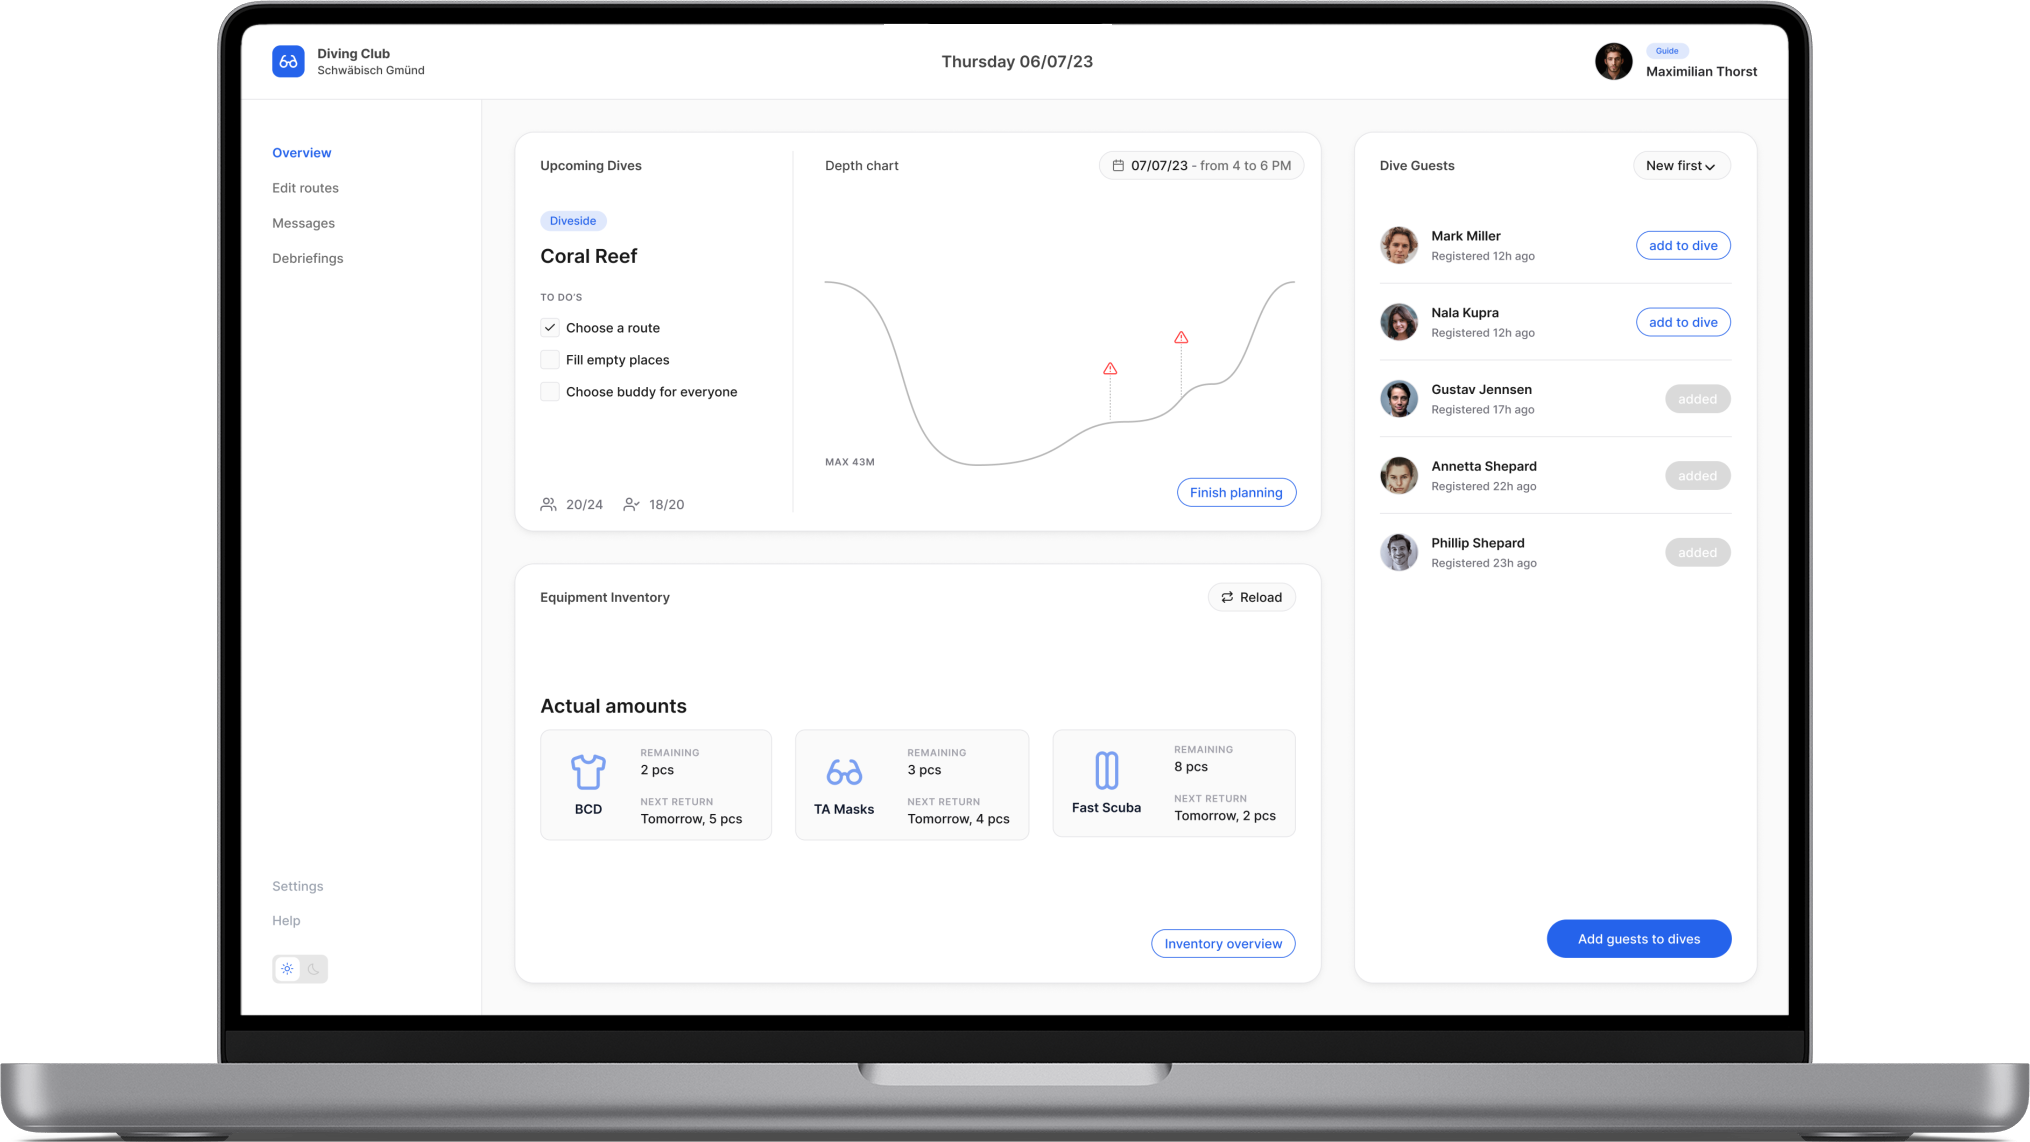 Diving Club
Schwäbisch Gmünd
Thursday 06/07/23
Guide
Maximilian Thorst
Overview
Edit routes
Messages
Debriefings
Settings
Help
Upcoming Dives
Diveside
Coral Reef
TO DO'S
Choose a route
Fill empty places
Choose buddy for everyone
20/24 18/20
Depth chart
07/07/23 - from 4 to 6 PM
MAX 43M
Finish planning
Equipment Inventory
Reload
Actual amounts
BCD
REMAINING
2 pcs
NEXT RETURN
Tomorrow, 5 pcs
TA Masks
REMAINING
3 pcs
NEXT RETURN
Tomorrow, 4 pcs
Fast Scuba
REMAINING
8 pcs
NEXT RETURN
Tomorrow, 2 pcs
Inventory overview
Dive Guests
New first
Mark Miller
Registered 12h ago
add to dive
Nala Kupra
Registered 12h ago
add to dive
Gustav Jennsen
Registered 17h ago
added
Annetta Shepard
Registered 22h ago
added
Phillip Shepard
Registered 23h ago
added
Add guests to dives